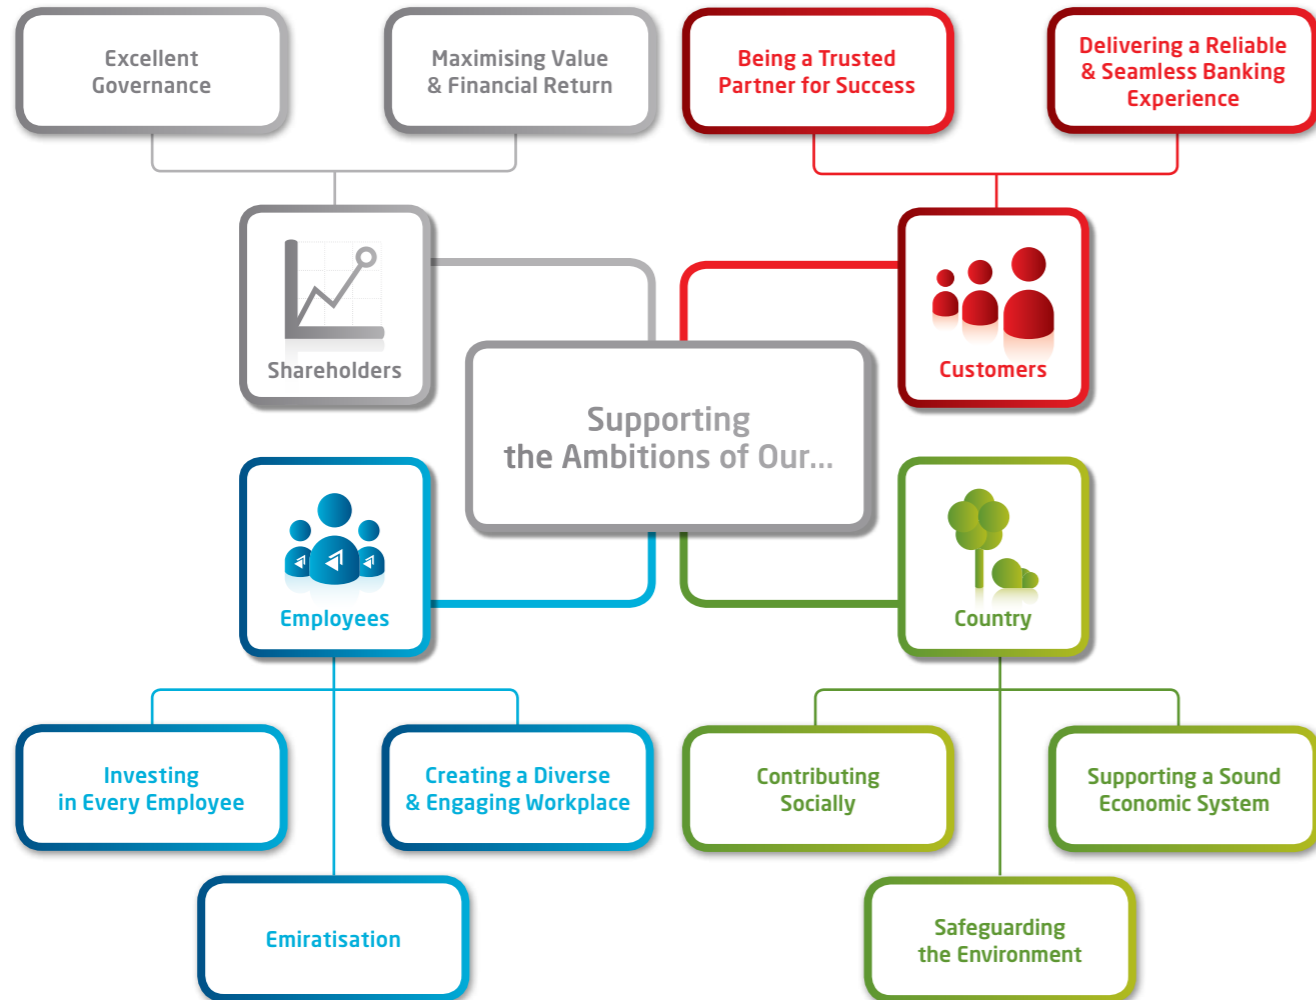 Excellent
Governance
Maximising Value
& Financial Return
Being a Trusted
Partner for Success
Delivering a Reliable
& Seamless Banking
Experience
Shareholders
Customers
Supporting
the Ambitions of Our...
Employees
Country
Investing
in Every Employee
Creating a Diverse
& Engaging Workplace
Contributing
Socially
Supporting a Sound
Economic System
Emiratisation
Safeguarding
the Environment